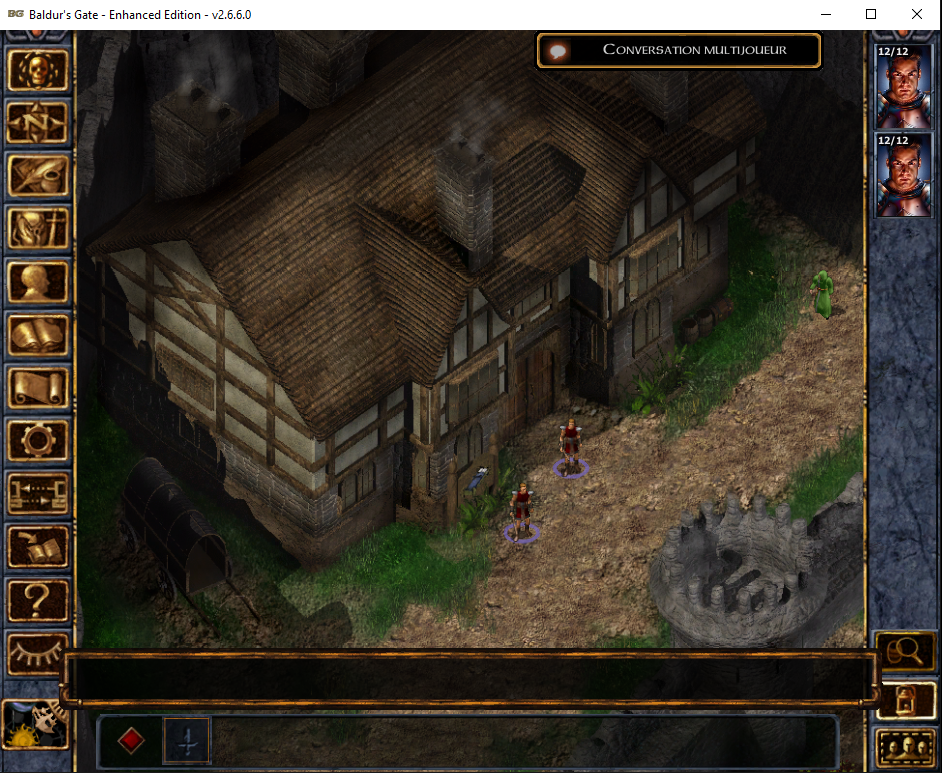 Baldur's Gate - Enhanced Edition - v2.6.6.0
CONVERSATION MULTIJOUEUR
12/12
12/12
N
?